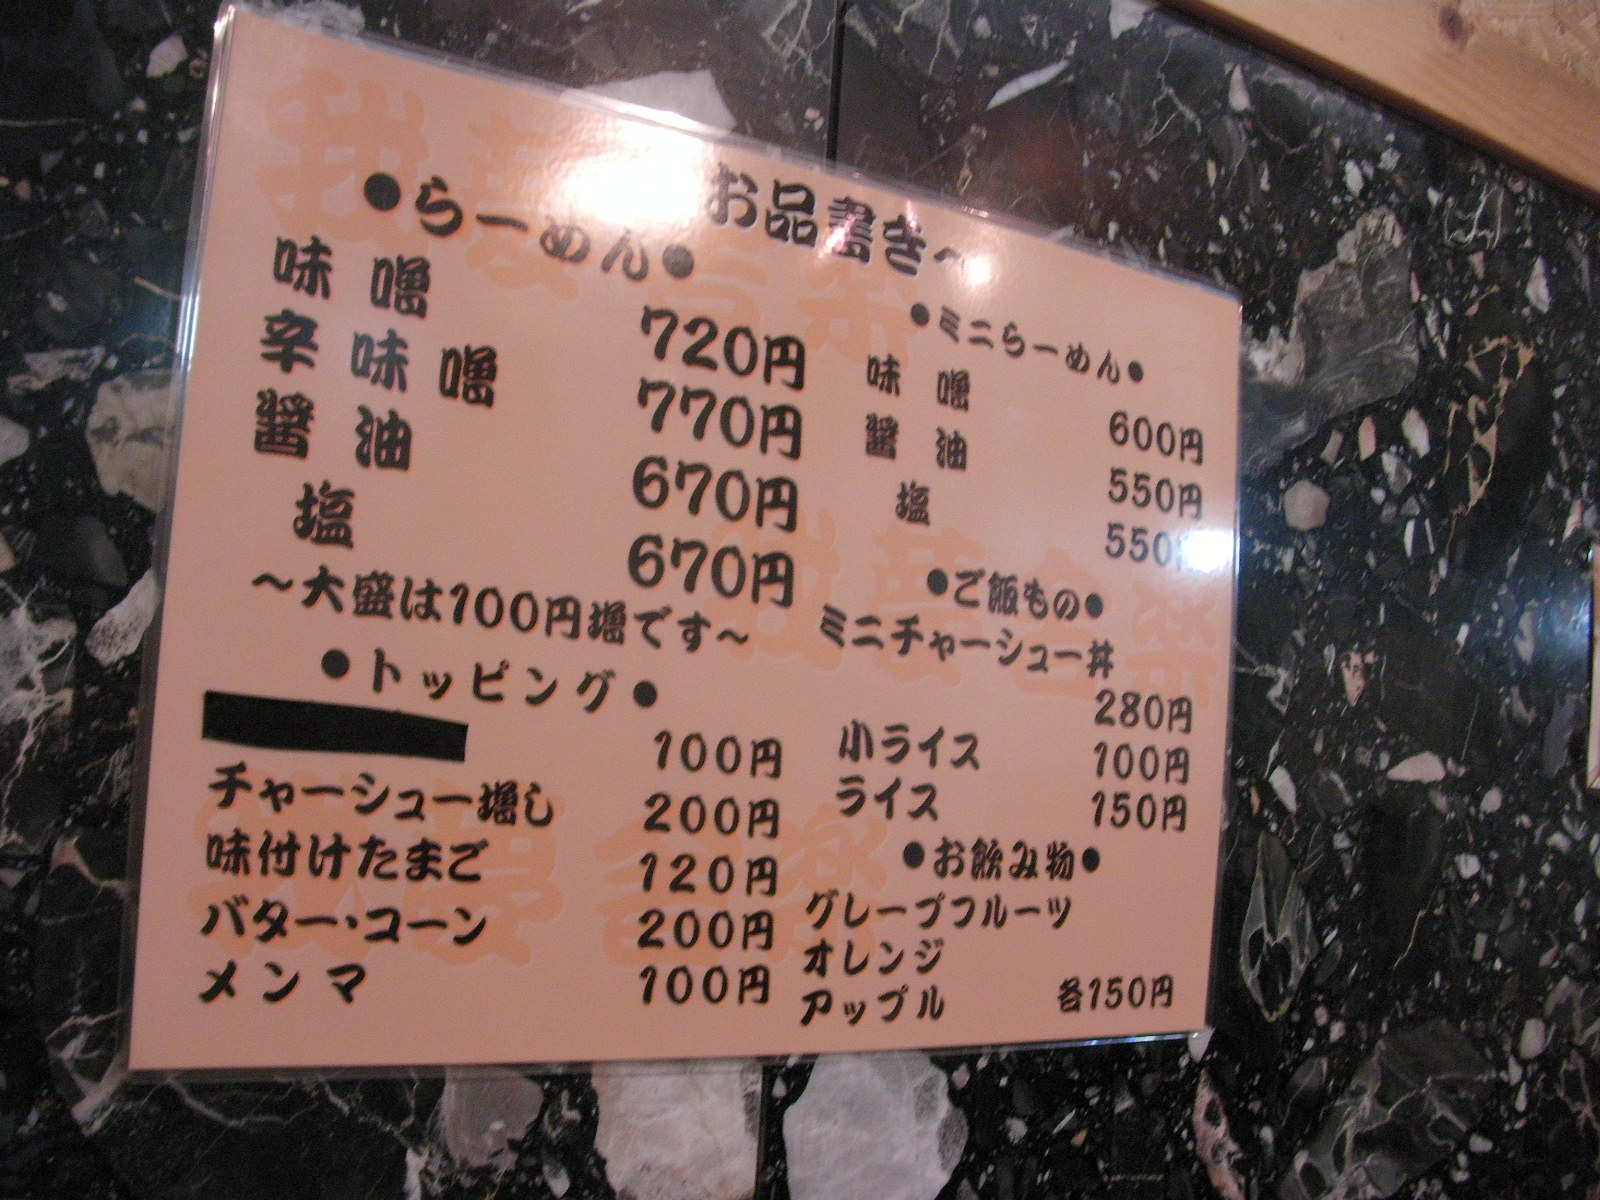 お品書き～
●らーめん●
味噌 720円
辛味噌 770円
醤油 670円
塩 670円
～大盛は100円増です～
●トッピング●
100円
チャーシュー増し 200円
味付けたまご 120円
バター・コーン 200円
メンマ 100円
●ミニらーめん●
味噌 600円
醤油 550円
塩 550
●ご飯もの●
ミニチャーシュー丼
280円
小ライス 100円
ライス 150円
●お飲み物●
グレープフルーツ
オレンジ
アップル 各150円